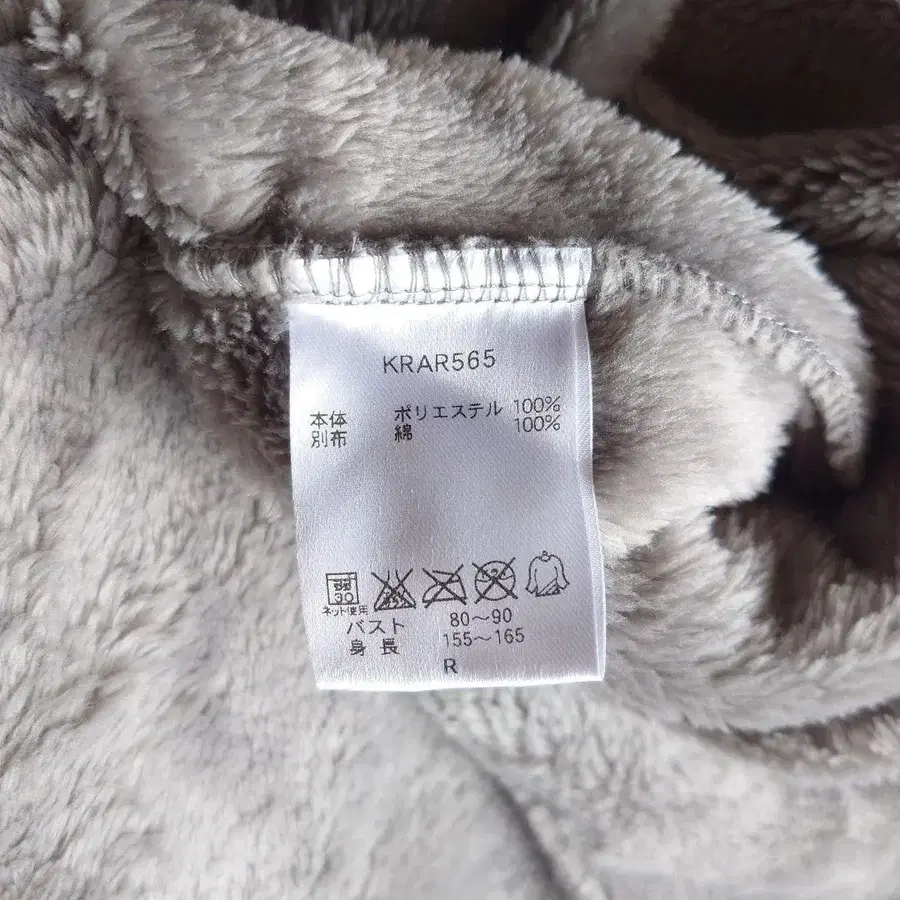 KRAR565
本体 ポリエステル 100%
別布 綿 100%
30
ネット使用
バスト 80～90
身長 155～165
R